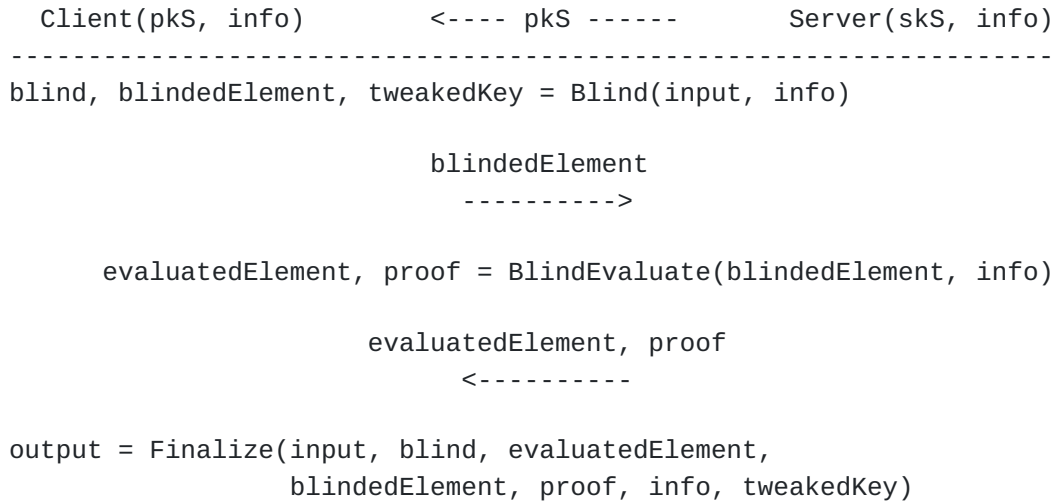 Client(pkS, info)         <---- pkS ------       Server(skS, info)
-------------------------------------------------------------------
blind, blindedElement, tweakedKey = Blind(input, info)
blindedElement
---------->
evaluatedElement, proof = BlindEvaluate(blindedElement, info)
evaluatedElement, proof
<----------
output = Finalize(input, blind, evaluatedElement,
blindedElement, proof, info, tweakedKey)